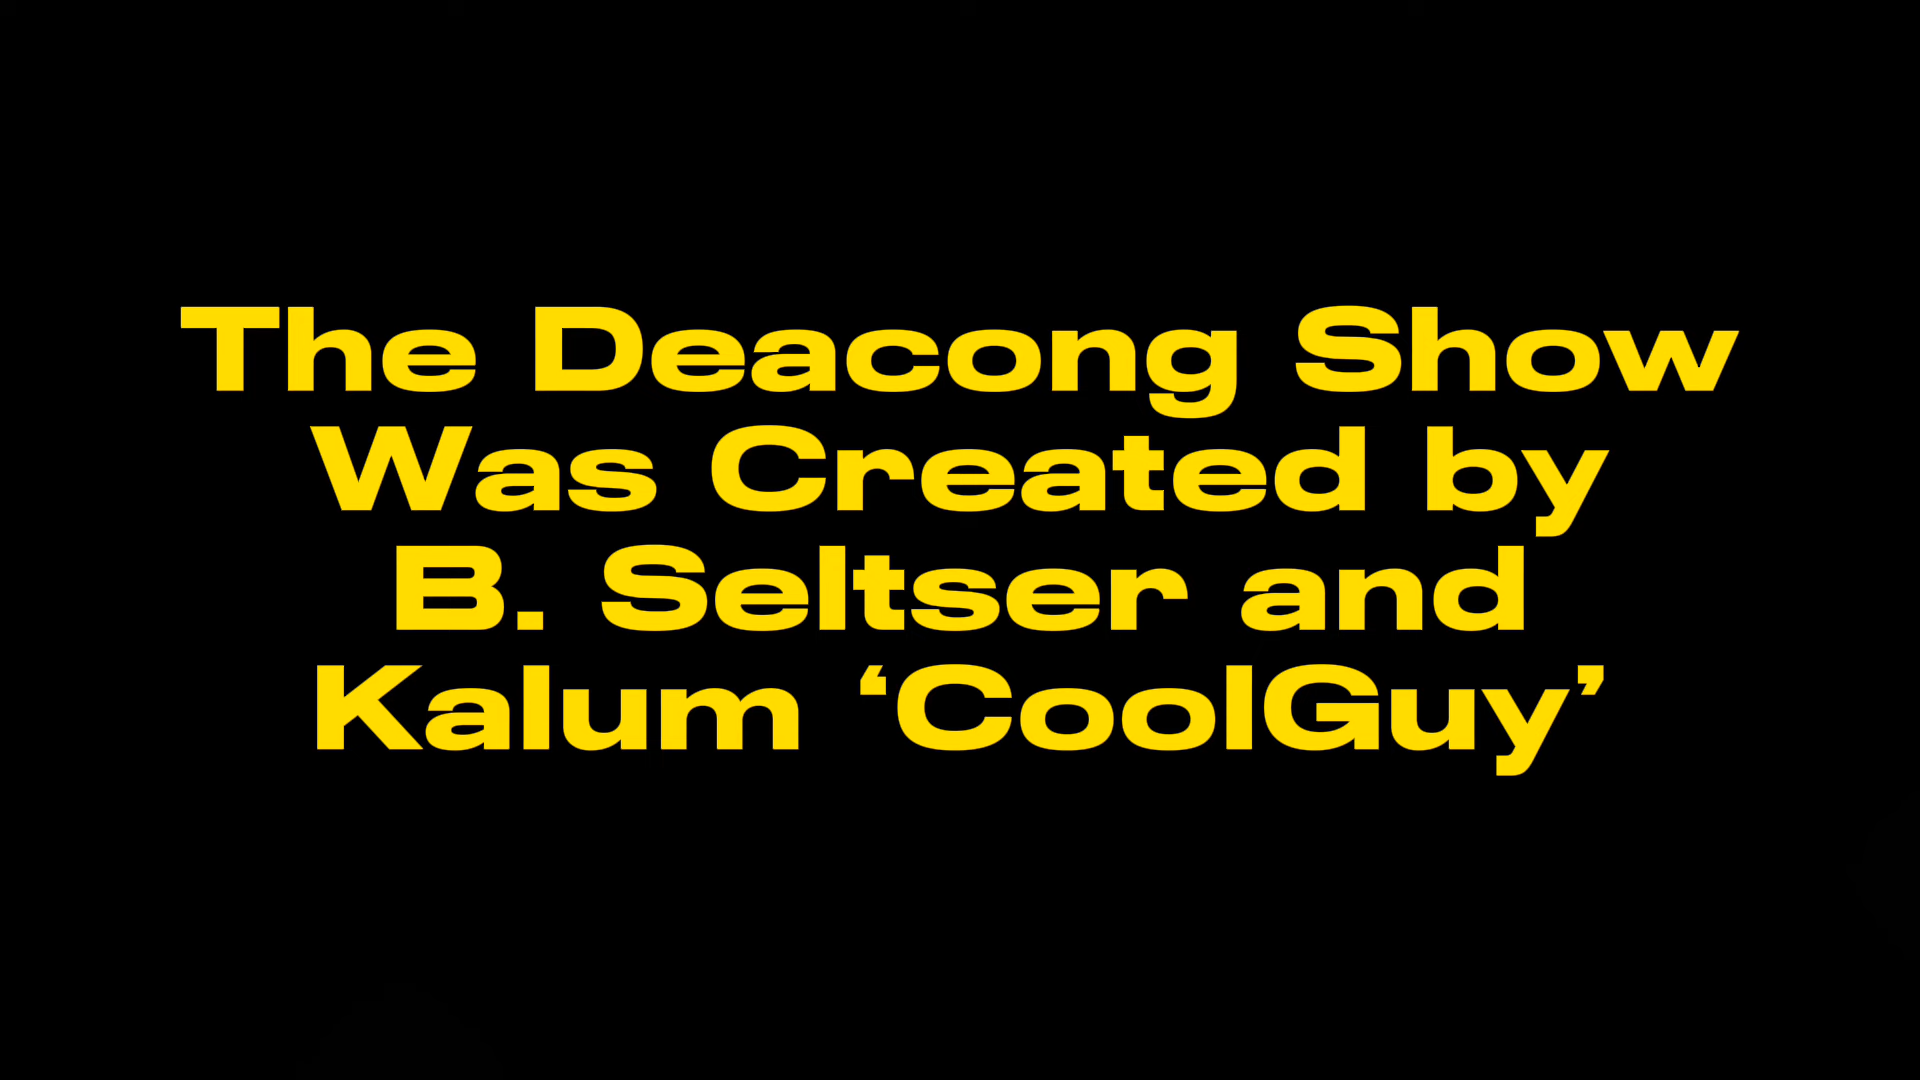 The Deacong Show
Was Created by
B. Seltser and
Kalum ‘CoolGuy’